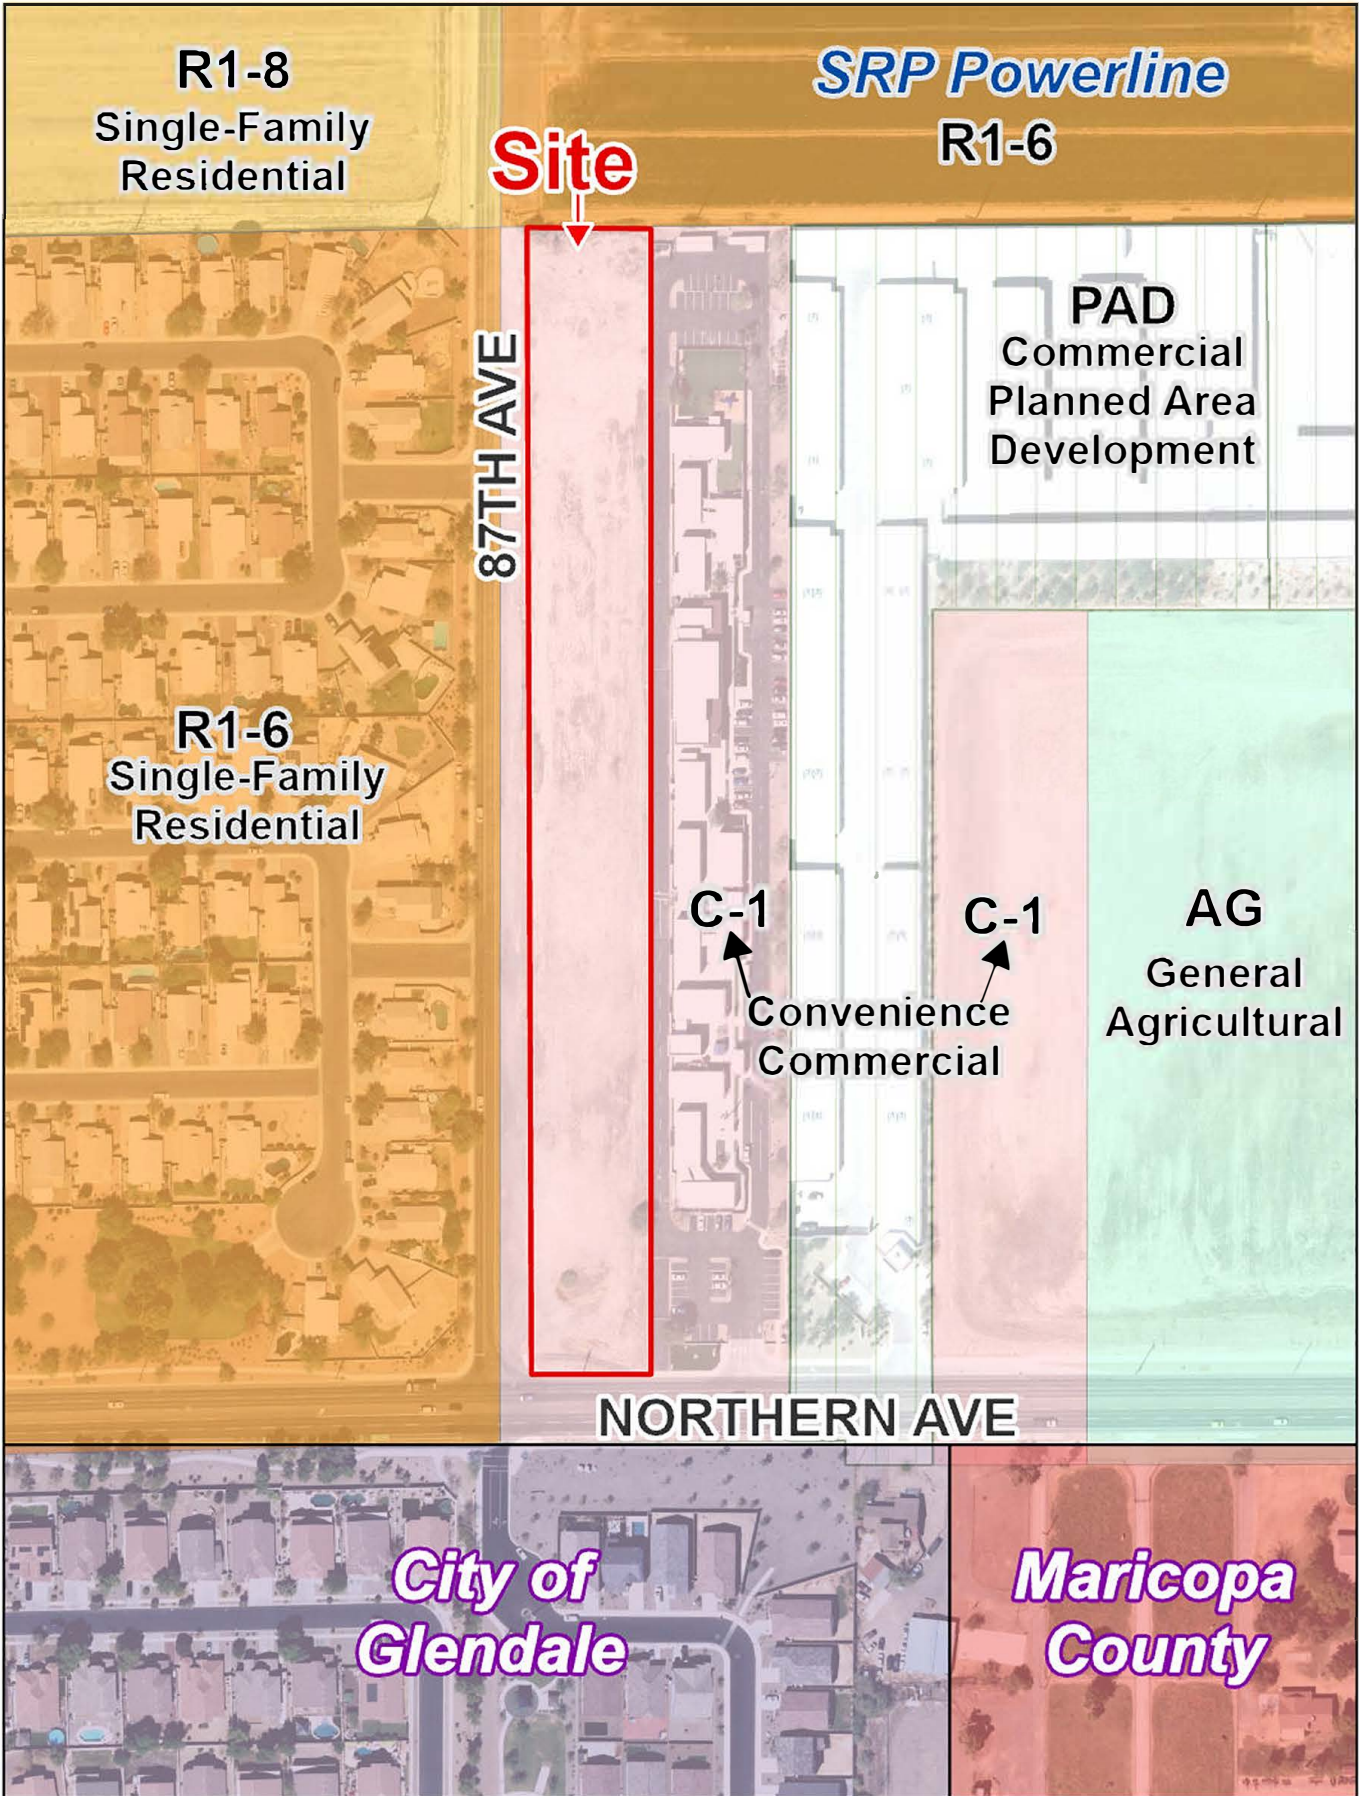 R1-8
Single-Family
Residential
SRP Powerline
R1-6
Site
87TH AVE
PAD
Commercial
Planned Area
Development
R1-6
Single-Family
Residential
C-1
C-1
Convenience
Commercial
AG
General
Agricultural
NORTHERN AVE
City of
Glendale
Maricopa
County